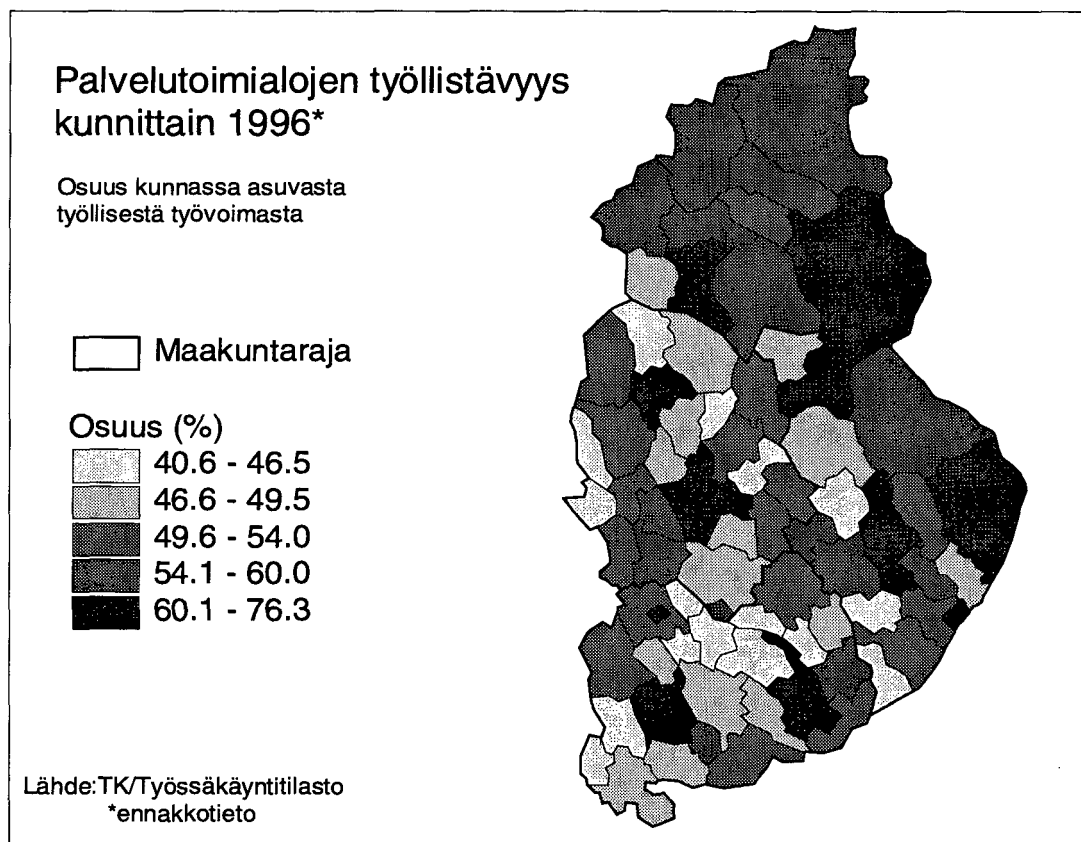 Palvelutoimialojen työllistävyys
kunnittain 1996*
Osuus kunnassa asuvasta
työllisestä työvoimasta
Maakuntaraja
Osuus (%)
40.6 - 46.5
46.6 - 49.5
49.6 - 54.0
54.1 - 60.0
60.1 - 76.3
Lähde:TK/Työssäkäyntitilasto
*ennakkotieto